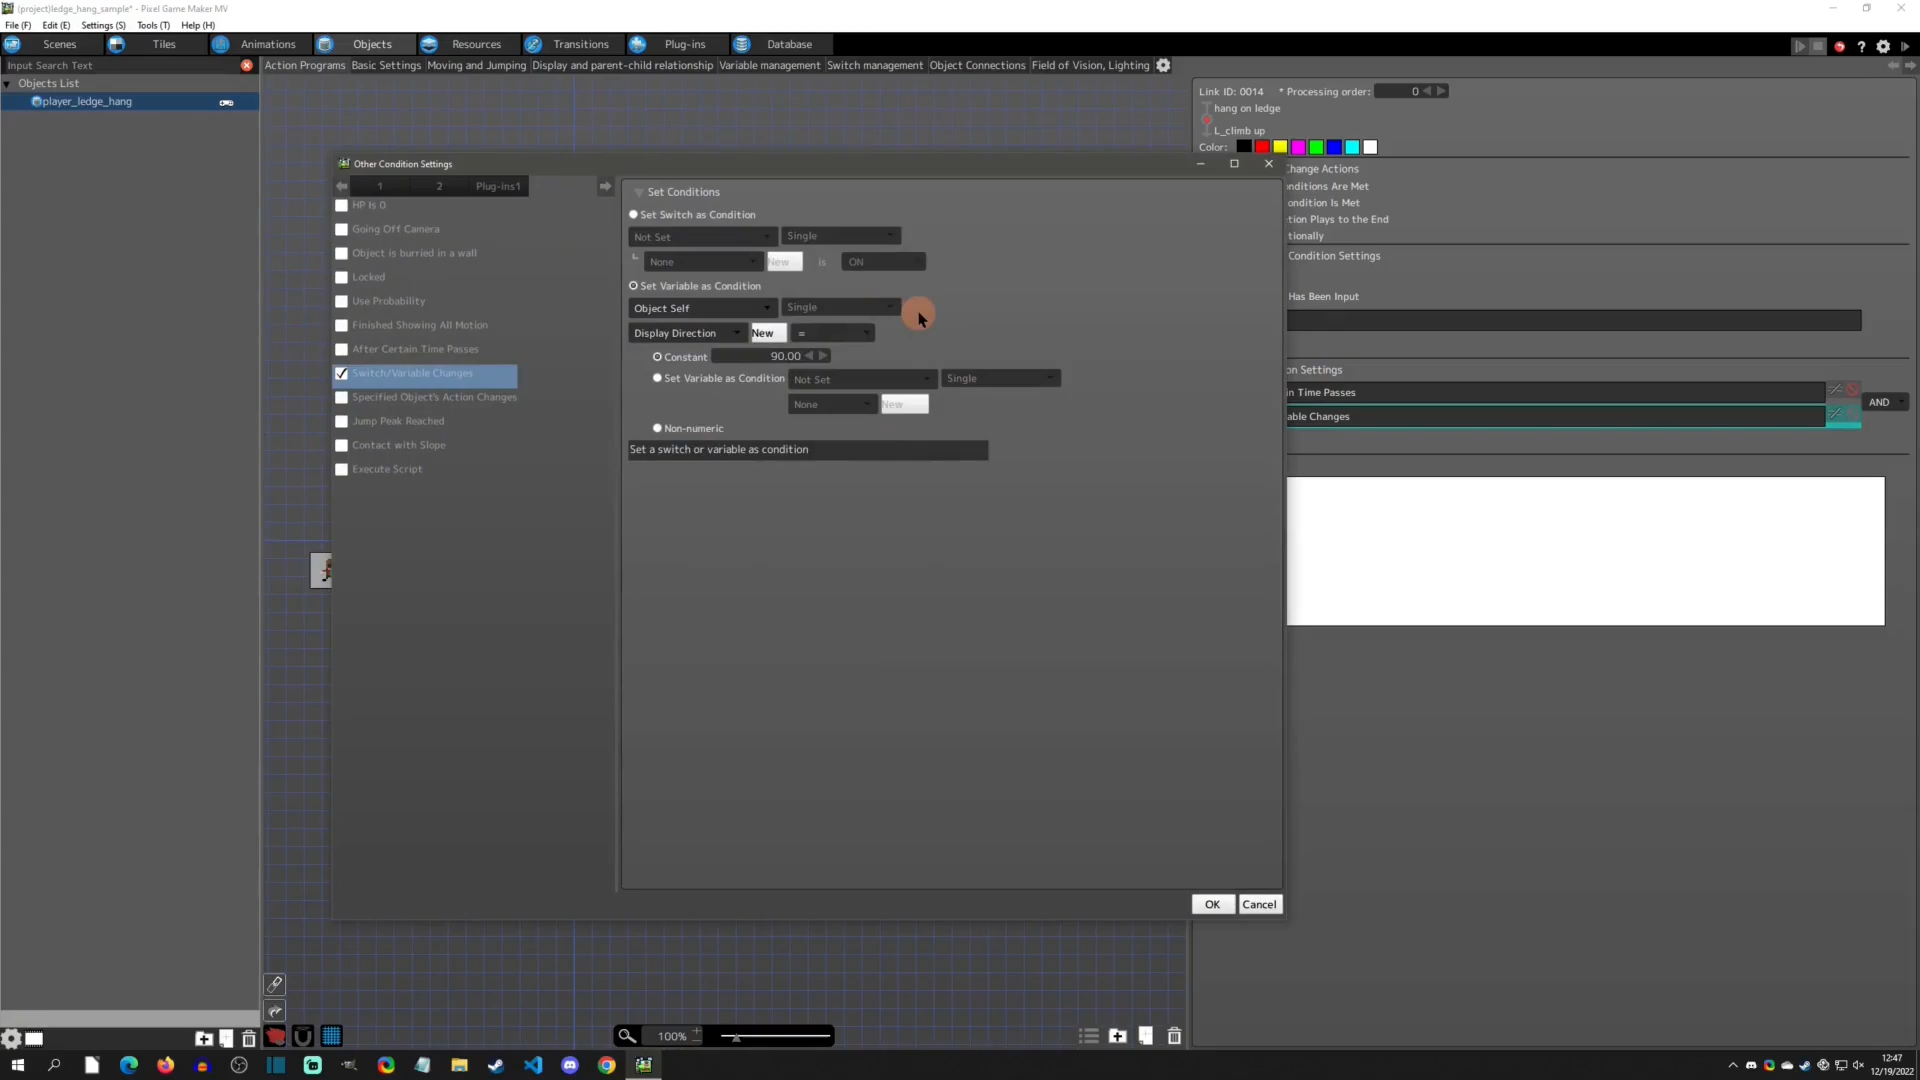 (project)ledge_hang_sample* - Pixel Game Maker MV
File (F) Edit (E) Settings (S) Tools (T) Help (H)
Scenes Tiles Animations Objects Resources Transitions Plug-ins Database
Input Search Text
Action Programs Basic Settings Moving and Jumping Display and parent-child relationship Variable management Switch management Object Connections Field of Vision, Lighting
Objects List
player_ledge_hang
Link ID: 0014 * Processing order: 0
hang on ledge
L_climb up
Color:
Change Actions
nditions Are Met
ondition Is Met
tion Plays to the End
tionally
Condition Settings
Has Been Input
on Settings
in Time Passes
AND
able Changes
Other Condition Settings
1 2 Plug-ins1
HP Is 0
Going Off Camera
Object is burried in a wall
Locked
Use Probability
Finished Showing All Motion
After Certain Time Passes
Switch/Variable Changes
Specified Object's Action Changes
Jump Peak Reached
Contact with Slope
Execute Script
Set Conditions
Set Switch as Condition
Not Set Single
None New is ON
Set Variable as Condition
Object Self Single
Display Direction New =
Constant 90.00
Set Variable as Condition Not Set Single
None New
Non-numeric
Set a switch or variable as condition
OK Cancel
100%
12:47
12/19/2022